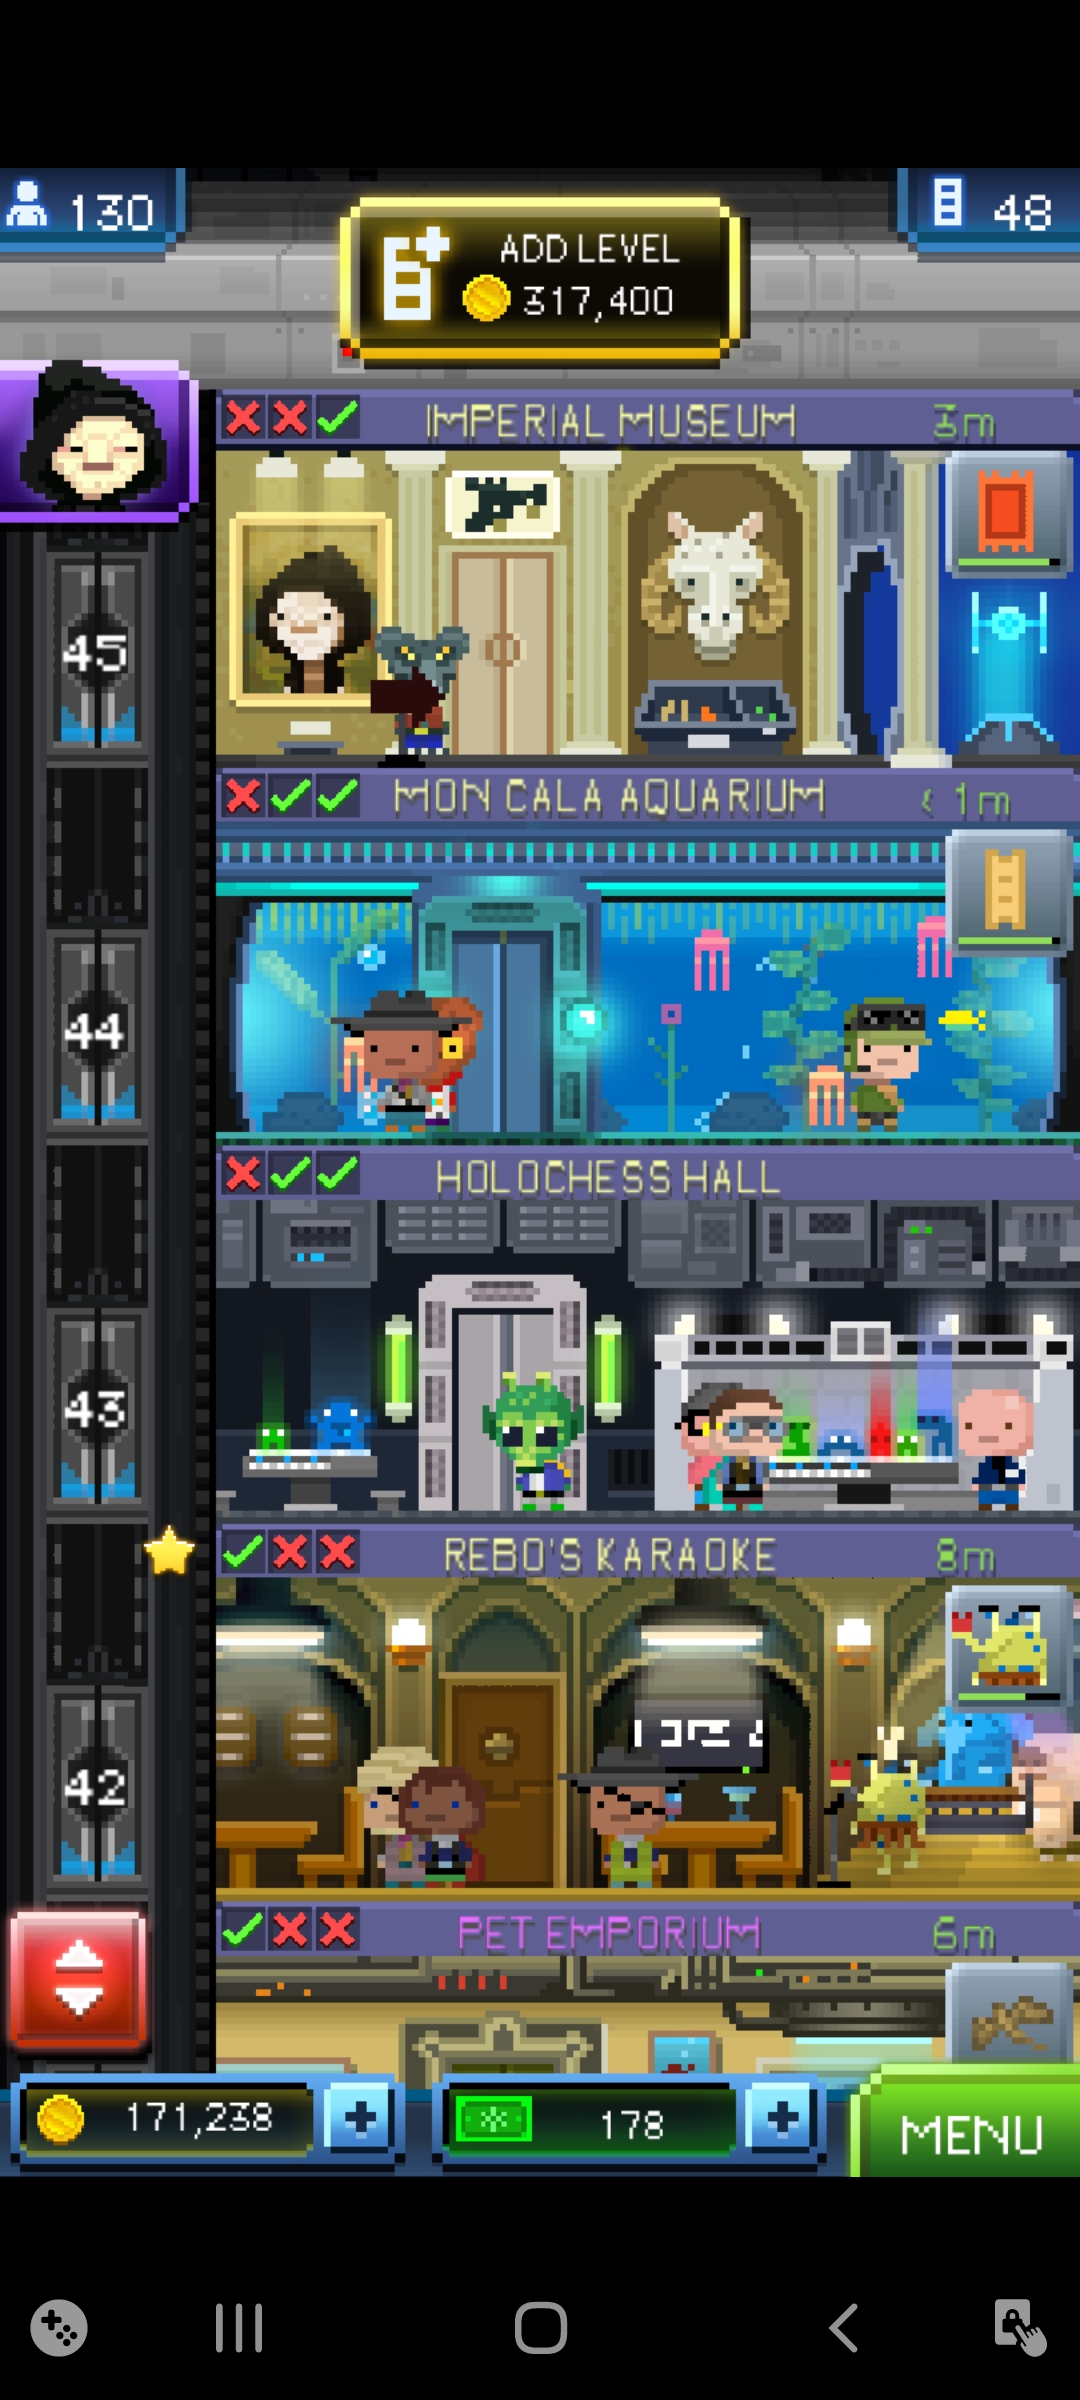 130
48
ADD LEVEL
317,400
IMPERIAL MUSEUM 3m
45
MON CALA AQUARIUM < 1m
44
HOLOCHESS HALL
43
REBO'S KARAOKE 8m
42
PET EMPORIUM 6m
171,238 +
178 +
MENU